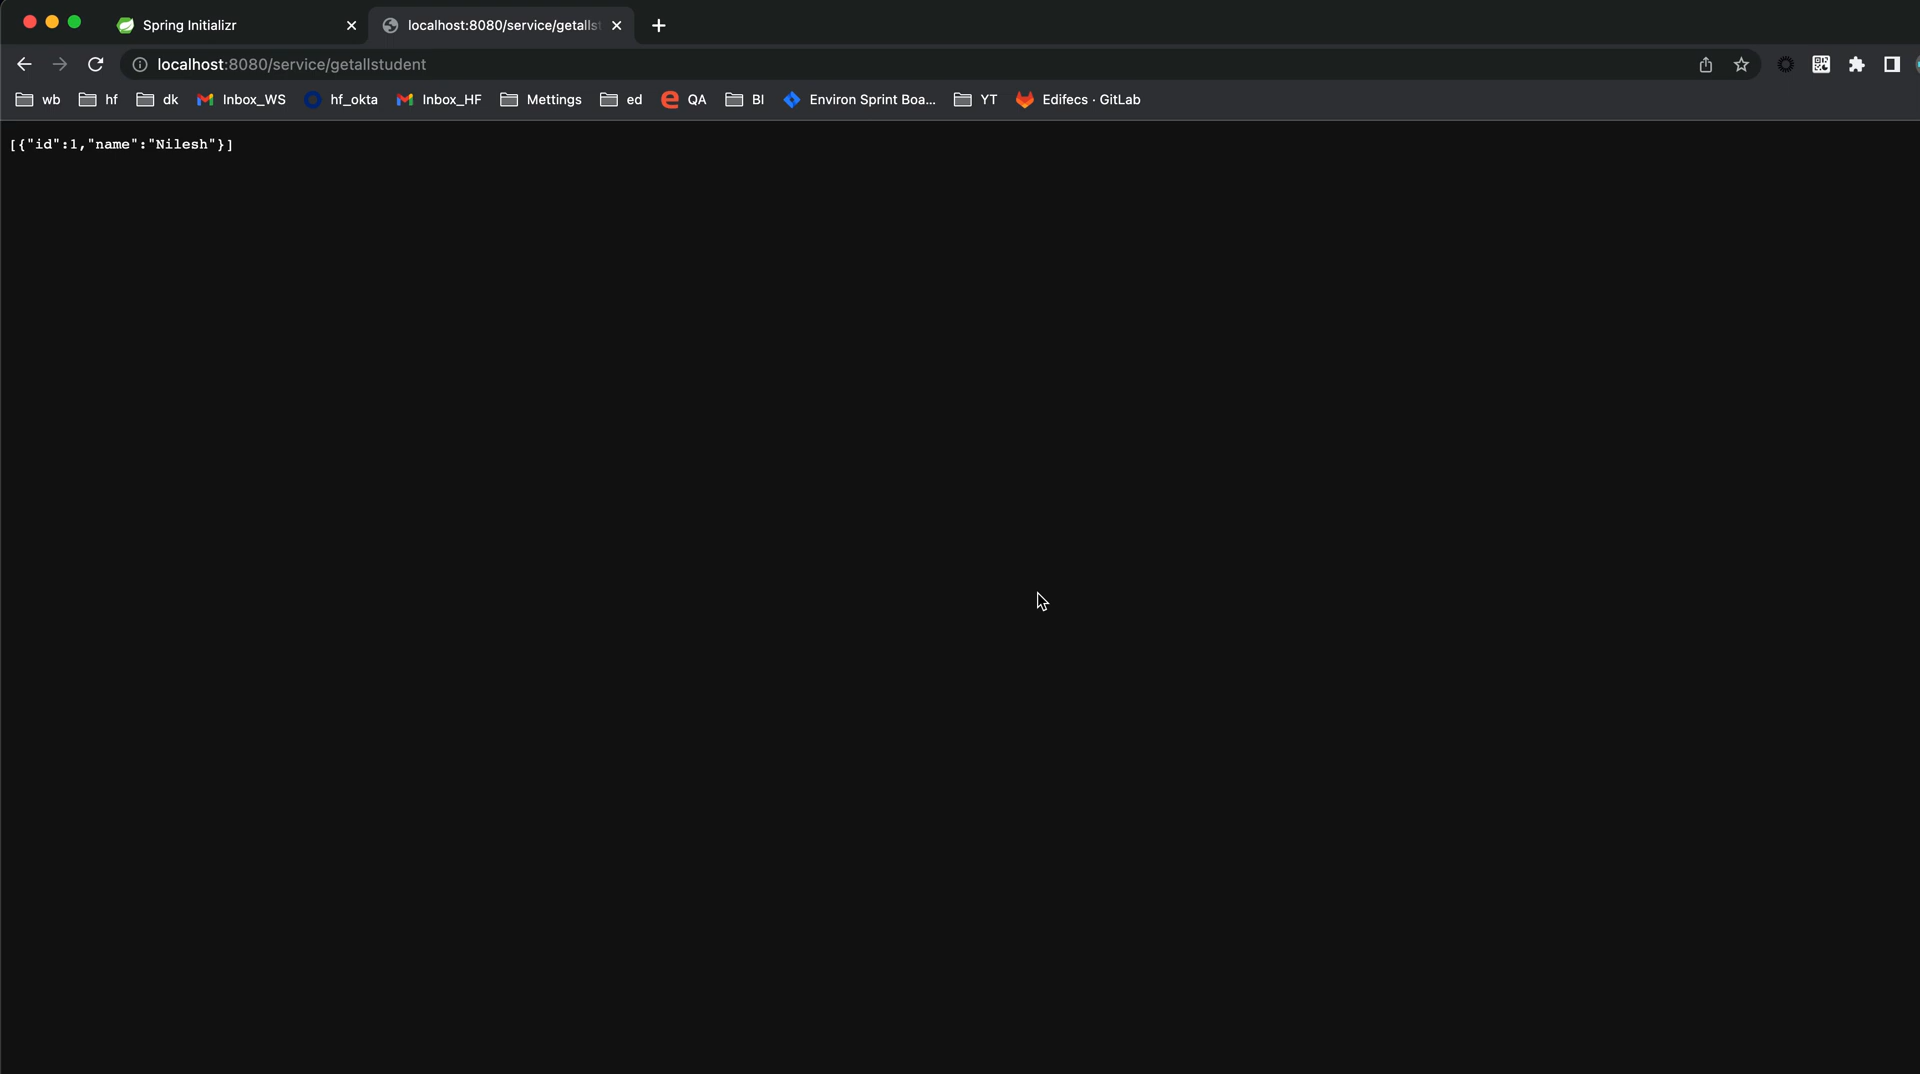 Spring Initializr
localhost:8080/service/getallst
localhost:8080/service/getallstudent
wb hf dk Inbox_WS hf_okta Inbox_HF Mettings ed QA BI Environ Sprint Boa... YT Edifecs · GitLab
[{"id":1,"name":"Nilesh"}]